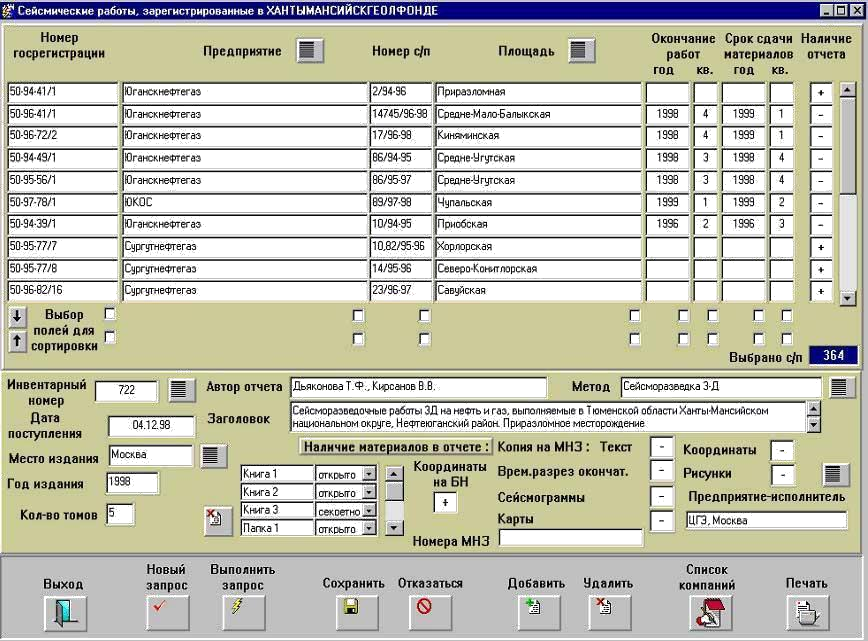 Сейсмические работы, зарегистрированные в ХАНТЫМАНСИЙСКГЕОЛФОНДЕ
Номер госрегистрации Предприятие Номер с/п Площадь Окончание работ год кв. Срок сдачи материалов год кв. Наличие отчета
50-94-41/1 Юганскнефтегаз 2/94-96 Приразломная +
50-96-41/1 Юганскнефтегаз 14745/96-98 Средне-Мало-Балыкская 1998 4 1999 1 -
50-96-72/2 Юганскнефтегаз 17/96-98 Киняминская 1998 4 1999 1 -
50-94-49/1 Юганскнефтегаз 86/94-95 Средне-Угутская 1998 3 1998 4 -
50-95-56/1 Юганскнефтегаз 86/95-97 Средне-Угутская 1998 3 1998 4 -
50-97-78/1 ЮКОС 89/97-98 Чупальская 1999 1 1999 2 -
50-94-39/1 Юганскнефтегаз 10/94-95 Приобская 1996 2 1996 3 -
50-95-77/7 Сургутнефтегаз 10,82/95-96 Хорлорская +
50-95-77/8 Сургутнефтегаз 14/95-96 Северо-Конитлорская +
50-96-82/16 Сургутнефтегаз 23/96-97 Савуйская +
Выбор полей для сортировки
Выбрано с/п 364
Инвентарный номер 722 Автор отчета Дьяконова Т.Ф., Кирсанов В.В. Метод Сейсморазведка 3-Д
Дата поступления 04.12.98 Заголовок Сейсморазведочные работы 3Д на нефть и газ, выполняемые в Тюменской области Ханты-Мансийском
национальном округе, Нефтеюганский район. Приразломное месторождение
Место издания Москва
Год издания 1998
Кол-во томов 5
Наличие материалов в отчете :
Книга 1 открыто
Книга 2 открыто
Книга 3 секретно
Папка 1 открыто
Координаты на БН +
Копия на МНЗ : Текст - Координаты -
Врем.разрез окончат. - Рисунки -
Сейсмограммы - Предприятие-исполнитель
Карты - ЦГЭ, Москва
Номера МНЗ
Выход
Новый запрос
Выполнить запрос
Сохранить
Отказаться
Добавить
Удалить
Список компаний
Печать